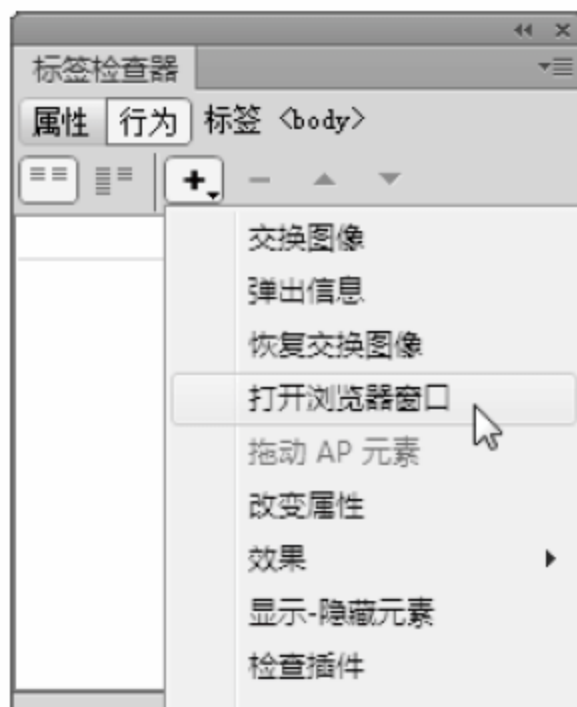 标签检查器
属性 行为 标签 <body>
交换图像
弹出信息
恢复交换图像
打开浏览器窗口
拖动 AP 元素
改变属性
效果
显示-隐藏元素
检查插件